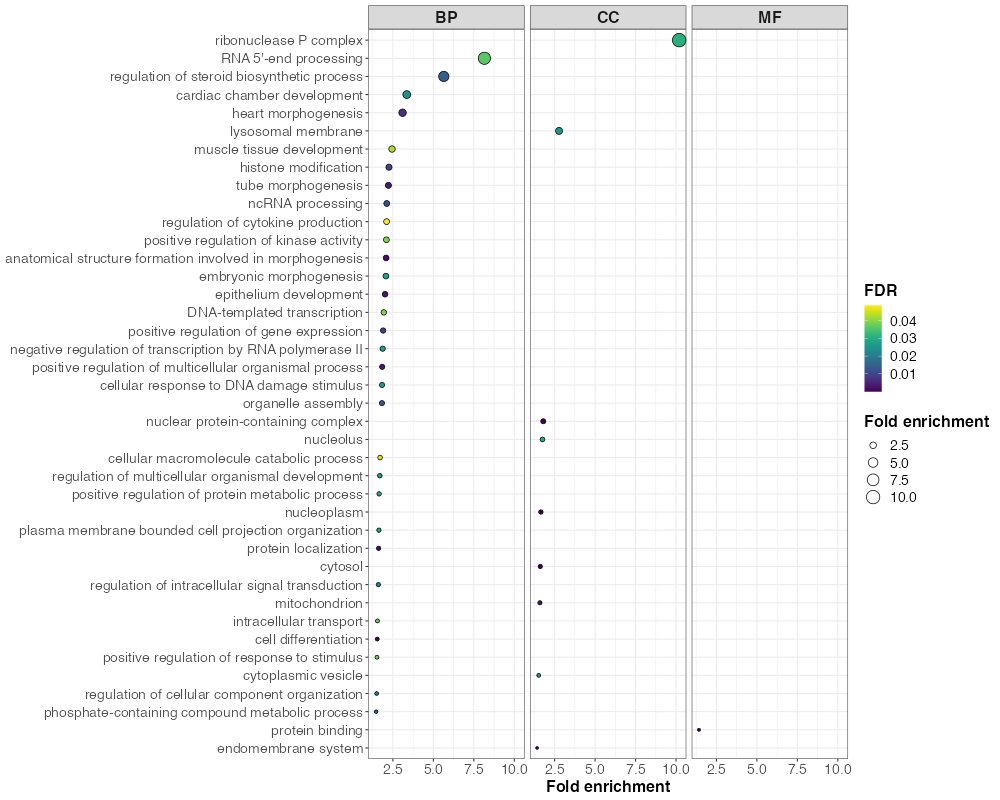 BP CC MF
ribonuclease P complex
RNA 5'-end processing
regulation of steroid biosynthetic process
cardiac chamber development
heart morphogenesis
lysosomal membrane
muscle tissue development
histone modification
tube morphogenesis
ncRNA processing
regulation of cytokine production
positive regulation of kinase activity
anatomical structure formation involved in morphogenesis
embryonic morphogenesis
epithelium development
DNA-templated transcription
positive regulation of gene expression
negative regulation of transcription by RNA polymerase II
positive regulation of multicellular organismal process
cellular response to DNA damage stimulus
organelle assembly
nuclear protein-containing complex
nucleolus
cellular macromolecule catabolic process
regulation of multicellular organismal development
positive regulation of protein metabolic process
nucleoplasm
plasma membrane bounded cell projection organization
protein localization
cytosol
regulation of intracellular signal transduction
mitochondrion
intracellular transport
cell differentiation
positive regulation of response to stimulus
cytoplasmic vesicle
regulation of cellular component organization
phosphate-containing compound metabolic process
protein binding
endomembrane system
2.5 5.0 7.5 10.0 2.5 5.0 7.5 10.0 2.5 5.0 7.5 10.0
Fold enrichment
FDR
0.04
0.03
0.02
0.01
Fold enrichment
2.5
5.0
7.5
10.0